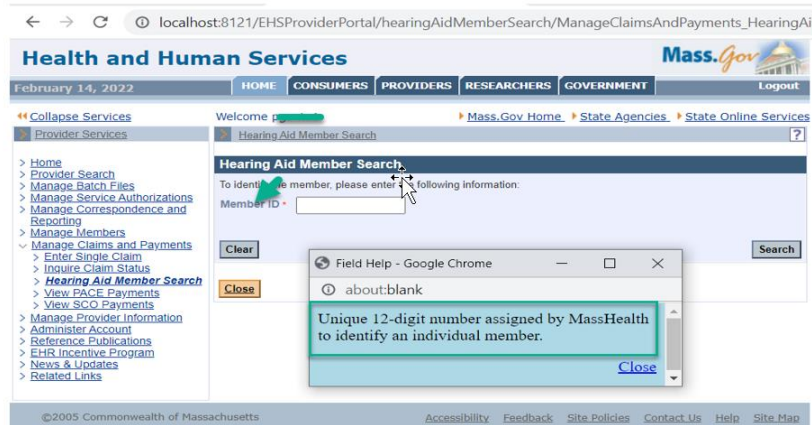 localhost:8121/EHSProviderPortal/hearingAidMemberSearch/ManageClaimsAndPayments_HearingAi
Health and Human Services
Mass.Gov
February 14, 2022
HOME CONSUMERS PROVIDERS RESEARCHERS GOVERNMENT
Logout
Collapse Services
Welcome
Mass.Gov Home State Agencies State Online Services
Provider Services
Hearing Aid Member Search
?
> Home
> Provider Search
> Manage Batch Files
> Manage Service Authorizations
> Manage Correspondence and
Reporting
> Manage Members
Manage Claims and Payments
> Enter Single Claim
> Inquire Claim Status
> Hearing Aid Member Search
> View PACE Payments
> View SCO Payments
> Manage Provider Information
> Administer Account
> Reference Publications
> EHR Incentive Program
> News & Updates
> Related Links
Hearing Aid Member Search
To identify the member, please enter the following information:
Member ID *
Clear
Search
Close
Field Help - Google Chrome
about:blank
Unique 12-digit number assigned by MassHealth
to identify an individual member.
Close
©2005 Commonwealth of Massachusetts
Accessibility Feedback Site Policies Contact Us Help Site Map